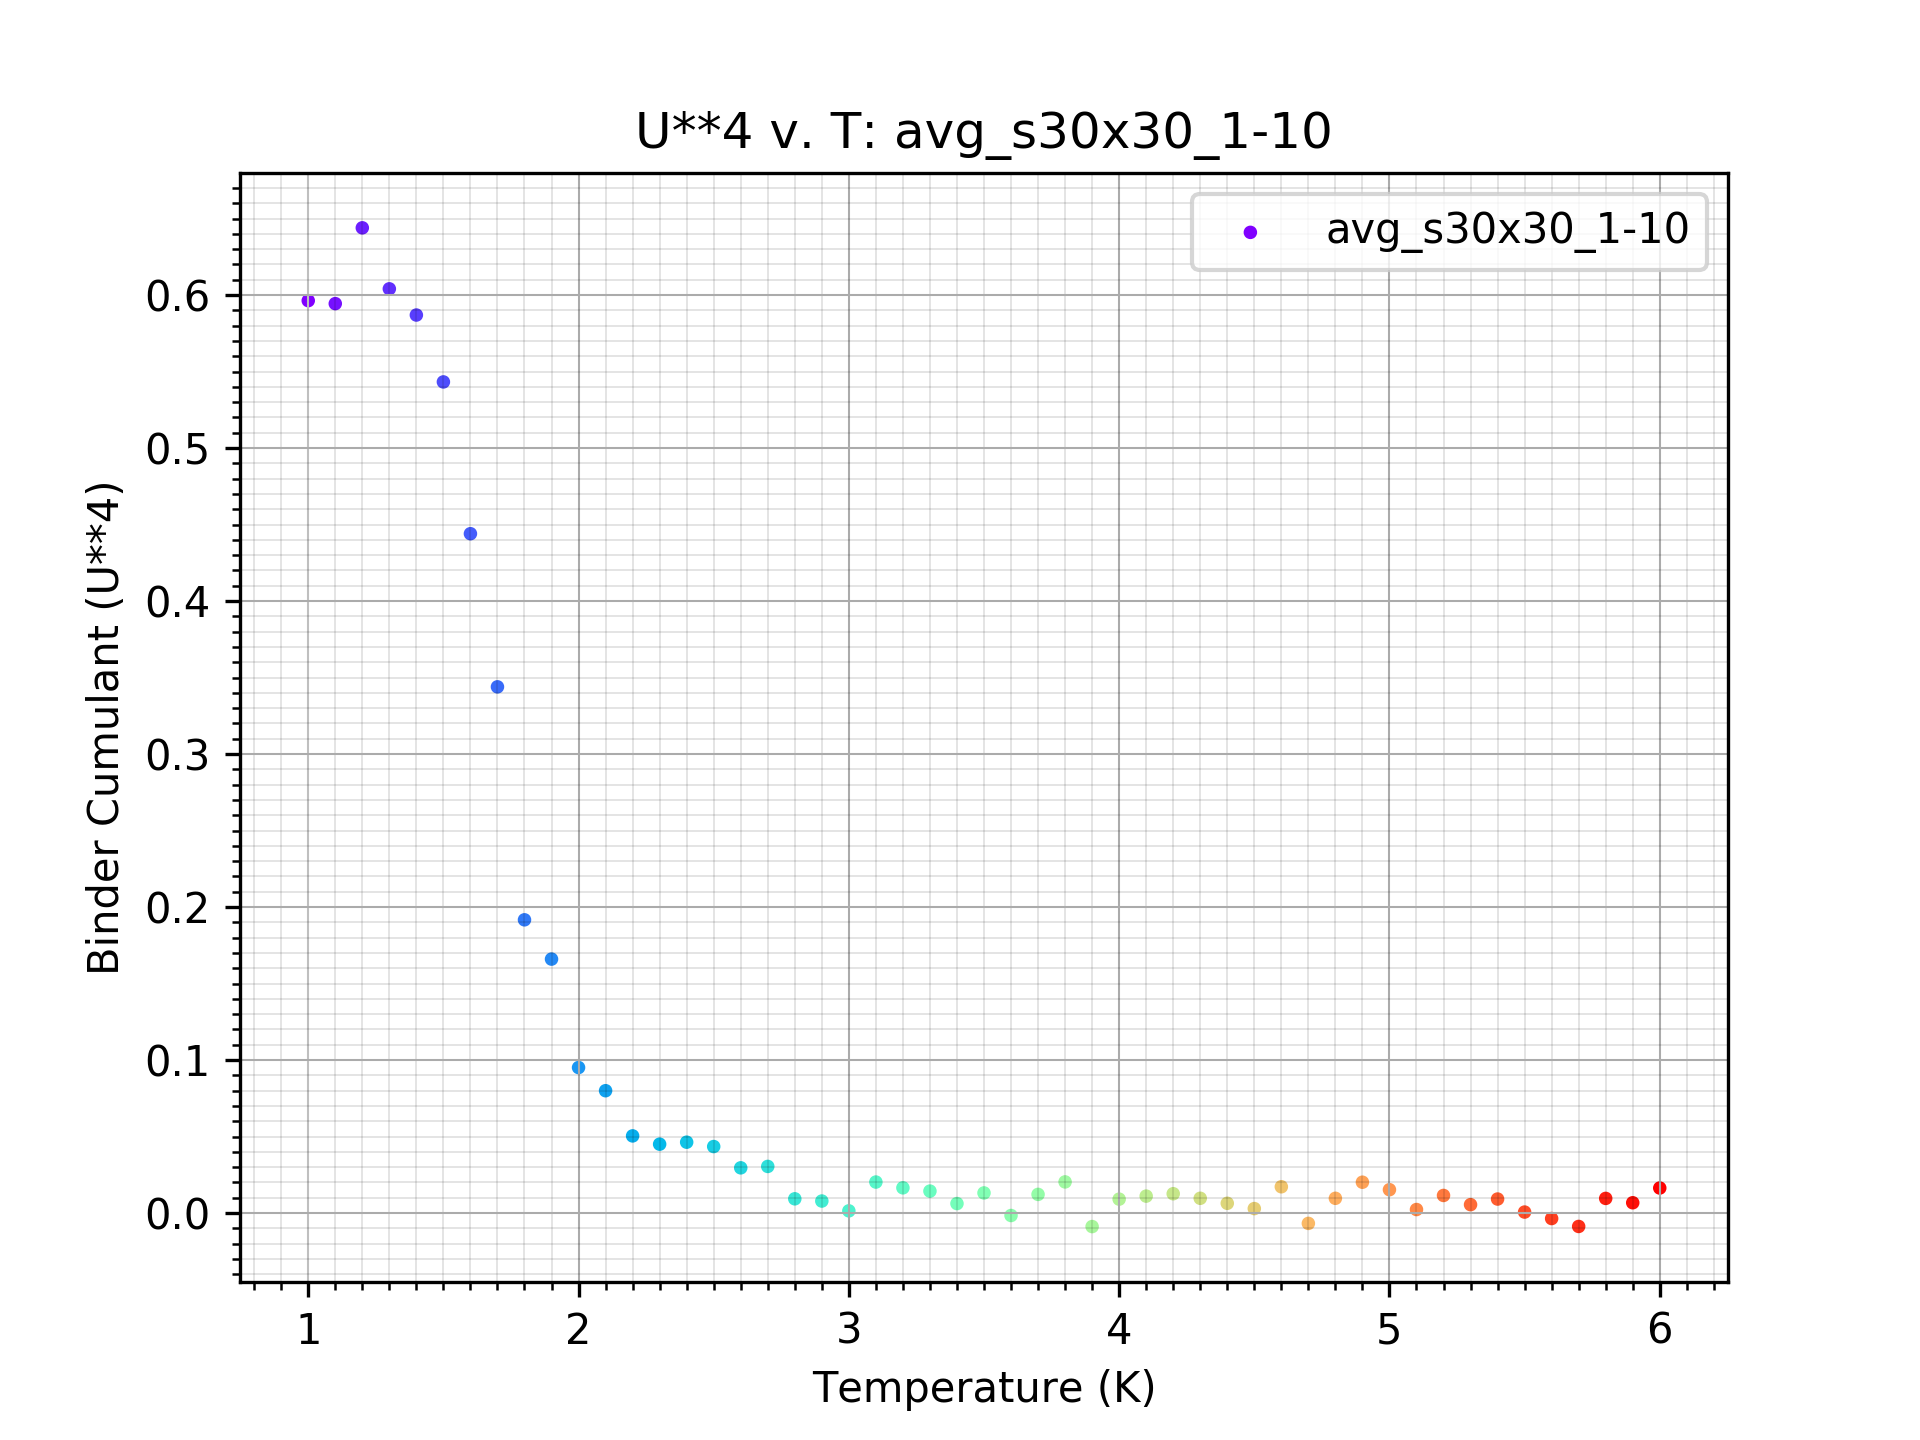 U**4 v. T: avg_s30x30_1-10
avg_s30x30_1-10
Binder Cumulant (U**4)
0.6
0.5
0.4
0.3
0.2
0.1
0.0
1 2 3 4 5 6
Temperature (K)